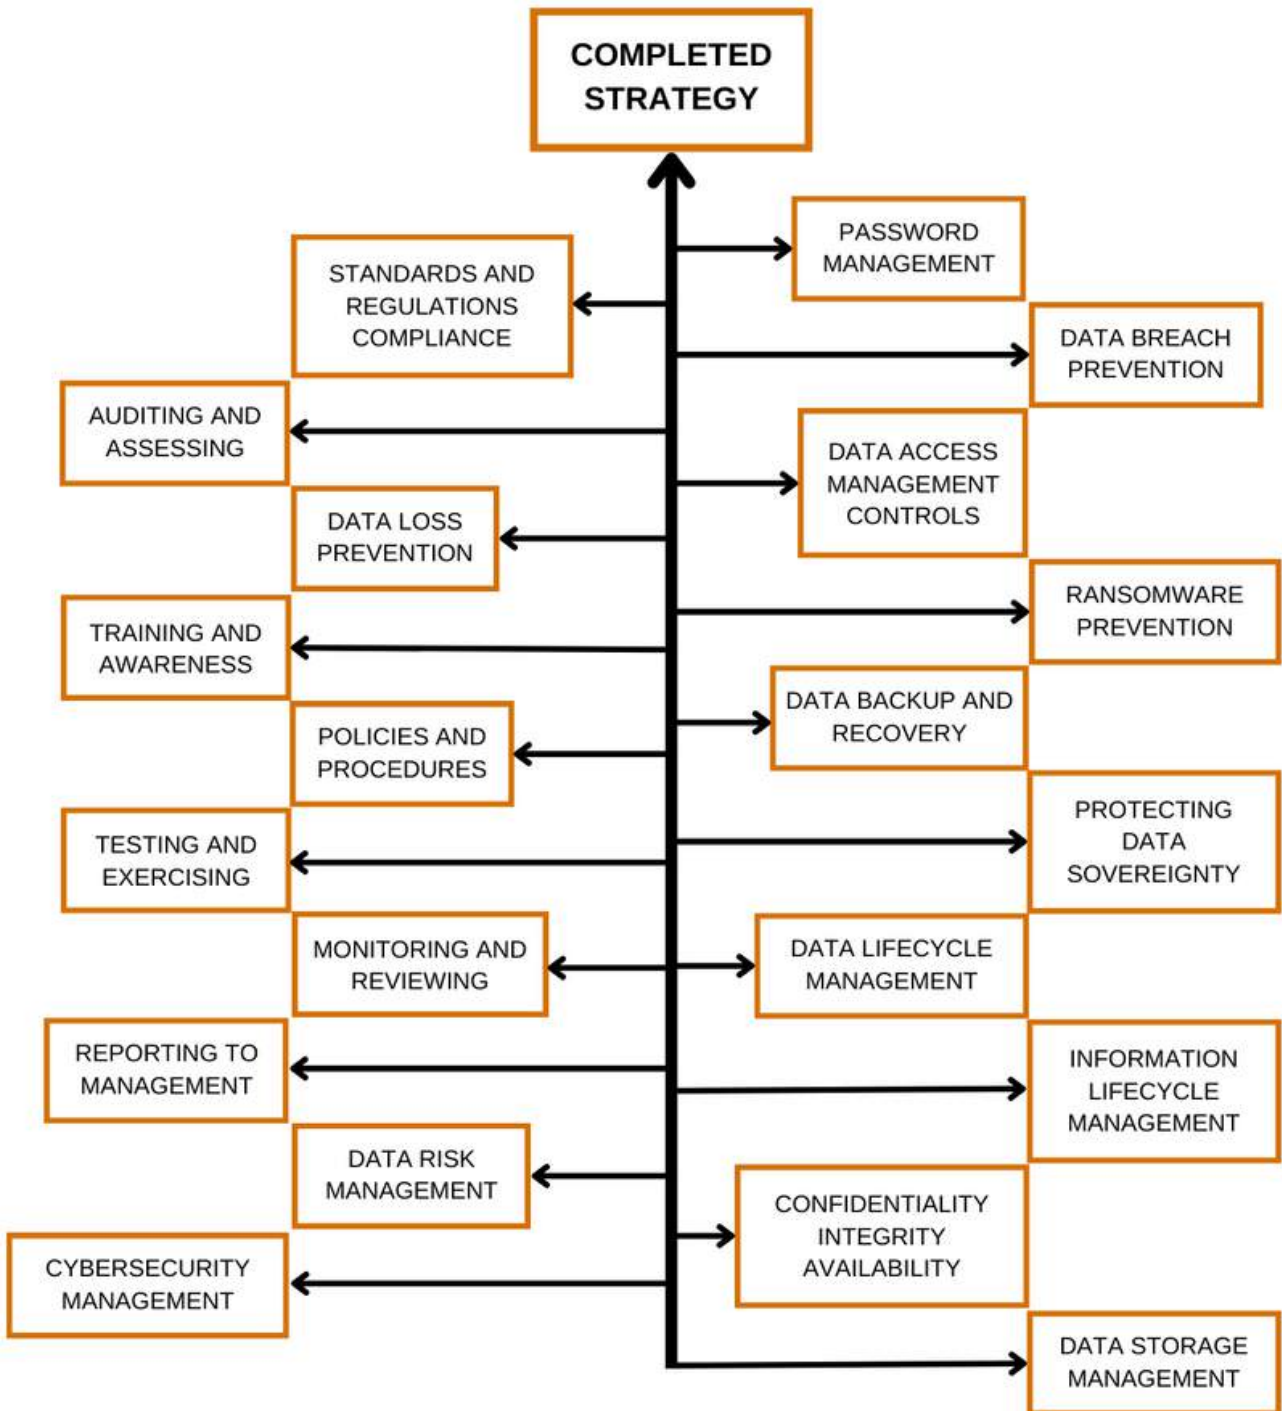 COMPLETED
STRATEGY
PASSWORD
MANAGEMENT
STANDARDS AND
REGULATIONS
COMPLIANCE
DATA BREACH
PREVENTION
AUDITING AND
ASSESSING
DATA ACCESS
MANAGEMENT
CONTROLS
DATA LOSS
PREVENTION
RANSOMWARE
PREVENTION
TRAINING AND
AWARENESS
DATA BACKUP AND
RECOVERY
POLICIES AND
PROCEDURES
PROTECTING
DATA
SOVEREIGNTY
TESTING AND
EXERCISING
MONITORING AND
REVIEWING
DATA LIFECYCLE
MANAGEMENT
REPORTING TO
MANAGEMENT
INFORMATION
LIFECYCLE
MANAGEMENT
DATA RISK
MANAGEMENT
CONFIDENTIALITY
INTEGRITY
AVAILABILITY
CYBERSECURITY
MANAGEMENT
DATA STORAGE
MANAGEMENT